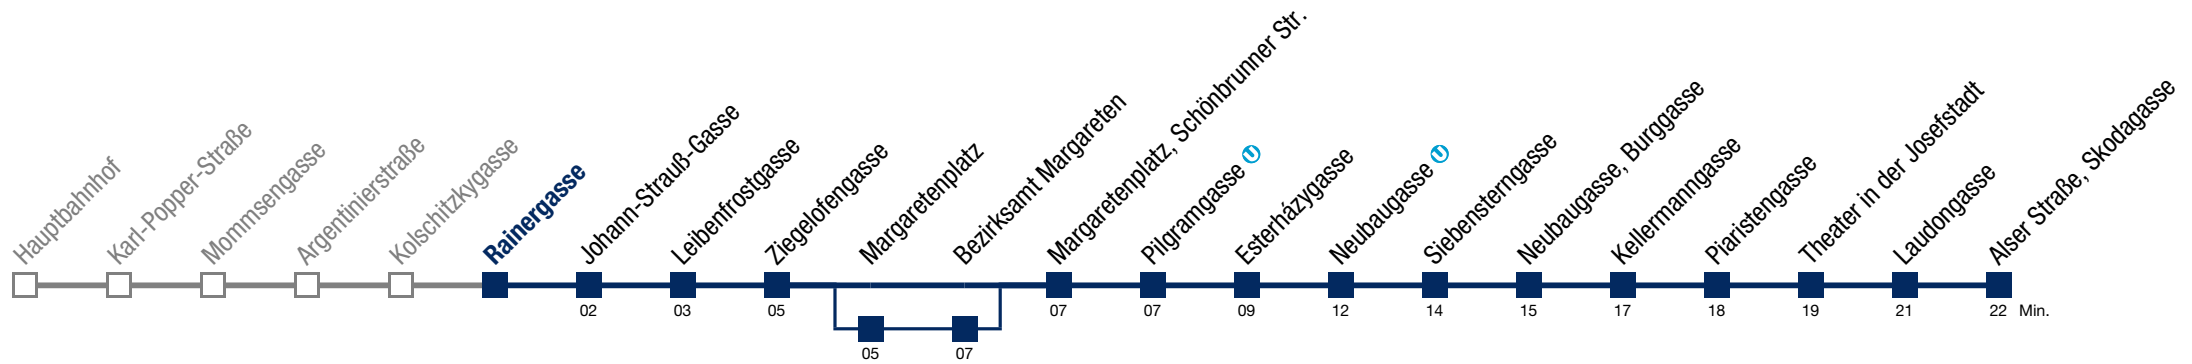 Hauptbahnhof
Karl-Popper-Straße
Mommsengasse
Argentinierstraße
Kolschitzkygasse
Rainergasse
Johann-Strauß-Gasse
Leibenfrostgasse
Ziegelofengasse
Margaretenplatz
Bezirksamt Margareten
Margaretenplatz, Schönbrunner Str.
Pilgramgasse U
Esterházygasse
Neubaugasse U
Siebensterngasse
Neubaugasse, Burggasse
Kellermanngasse
Piaristengasse
Theater in der Josefstadt
Laudongasse
Alser Straße, Skodagasse
02 03 05 07 07 09 12 14 15 17 18 19 21 22 Min.
05 07